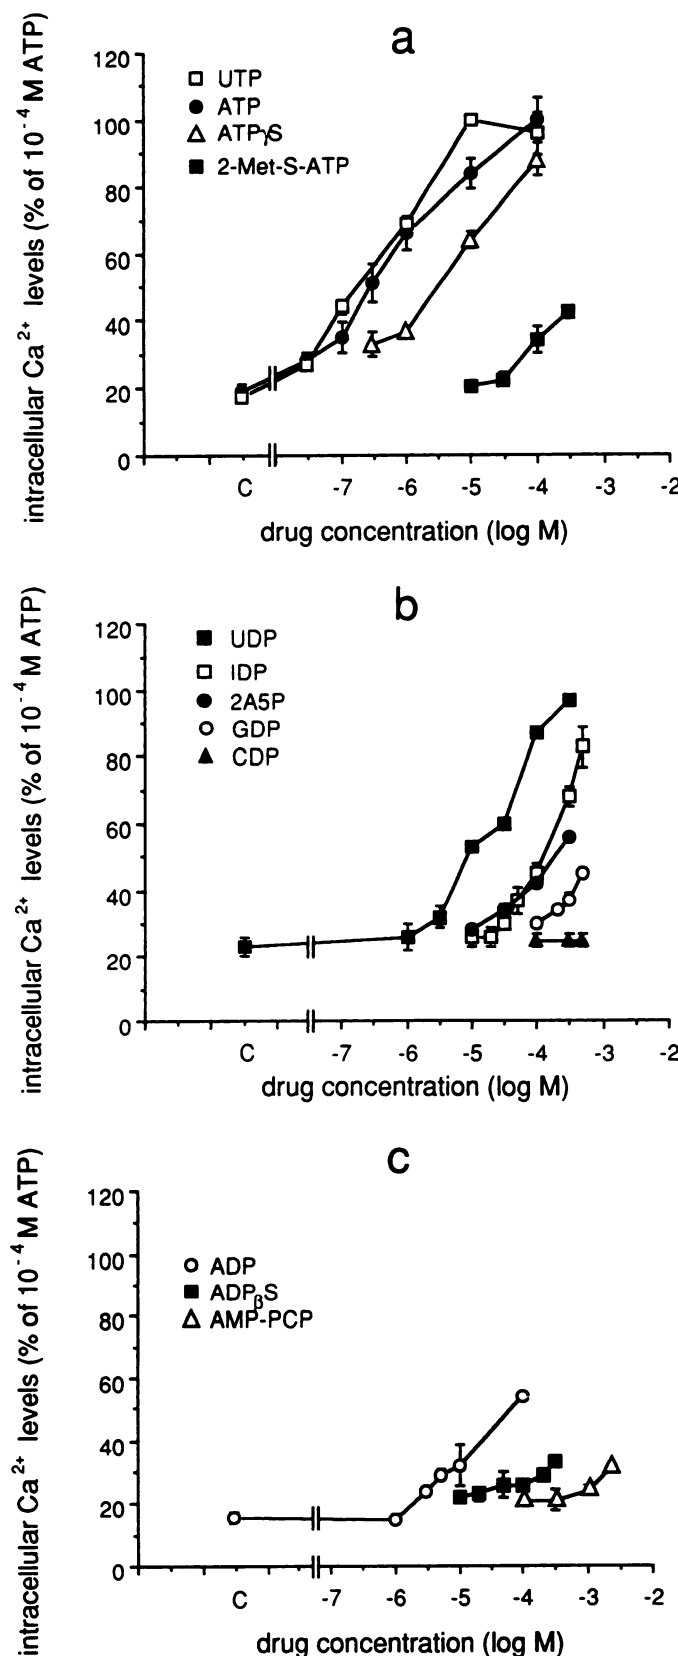 a
intracellular Ca²⁺ levels (% of 10⁻⁴ M ATP)
120
100
80
60
40
20
0
UTP
ATP
ATPγS
2-Met-S-ATP
C -7 -6 -5 -4 -3 -2
drug concentration (log M)
b
intracellular Ca²⁺ levels (% of 10⁻⁴ M ATP)
120
100
80
60
40
20
0
UDP
IDP
2A5P
GDP
CDP
C -7 -6 -5 -4 -3 -2
drug concentration (log M)
c
intracellular Ca²⁺ levels (% of 10⁻⁴ M ATP)
120
100
80
60
40
20
0
ADP
ADPβS
AMP-PCP
C -7 -6 -5 -4 -3 -2
drug concentration (log M)